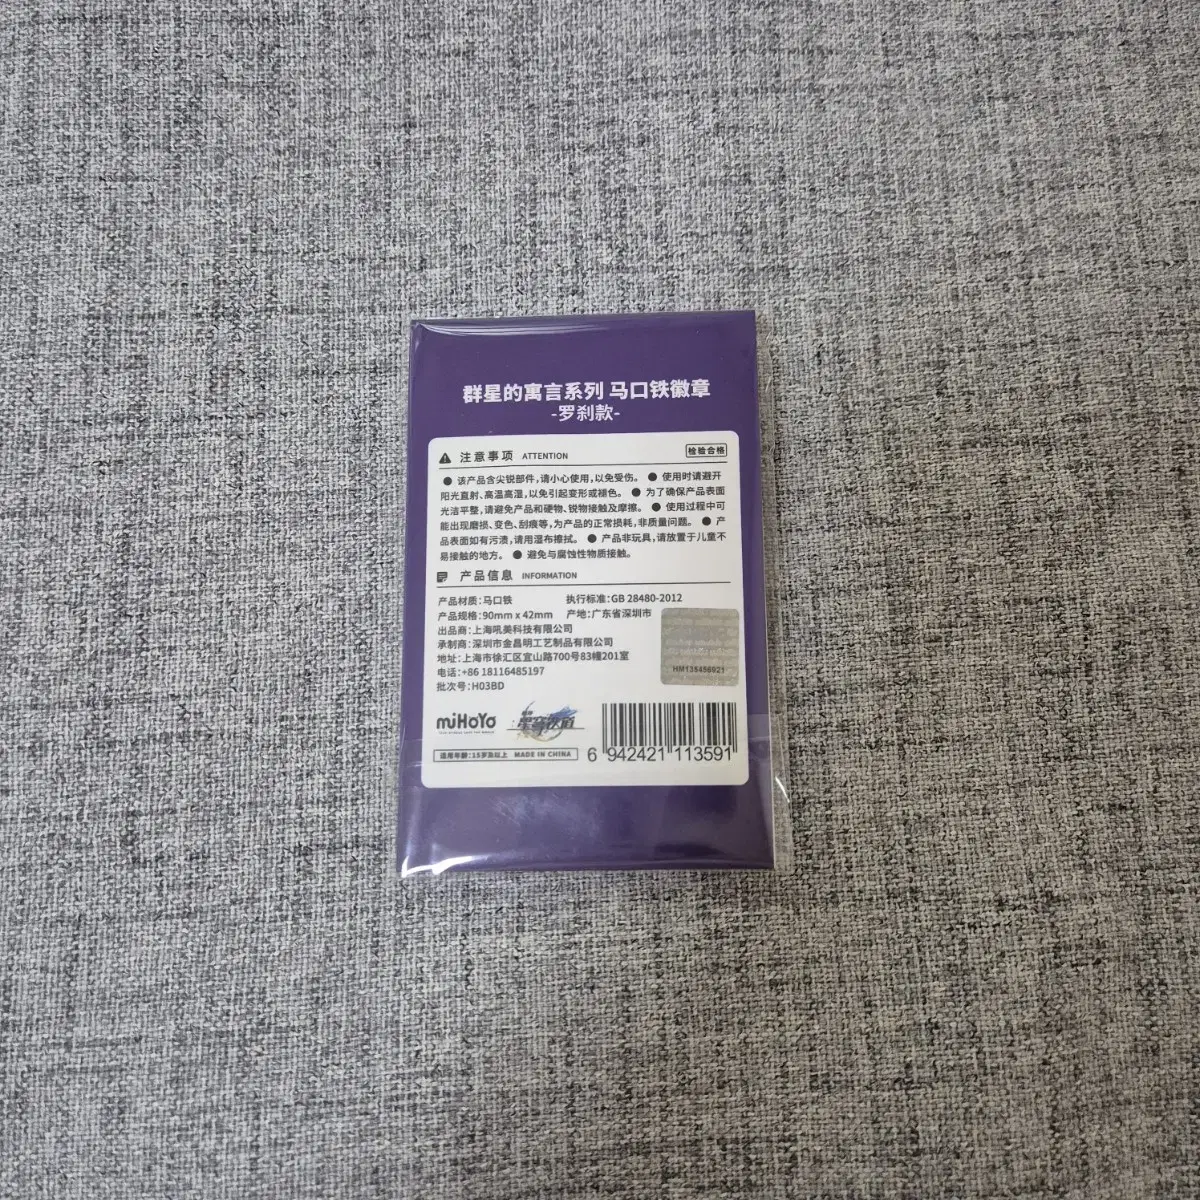 群星的寓言系列 马口铁徽章
-罗刹款-
注意事项 ATTENTION
检验合格
● 该产品含尖锐部件,请小心使用,以免受伤。 ● 使用时请避开
阳光直射、高温高湿,以免引起变形或褪色。 ● 为了确保产品表面
光洁平整,请避免产品和硬物、锐物接触及摩擦。 ● 使用过程中可
能出现磨损、变色、刮痕等,为产品的正常损耗,非质量问题。 ● 产
品表面如有污渍,请用湿布擦拭。 ● 产品非玩具,请放置于儿童不
易接触的地方。 ● 避免与腐蚀性物质接触。
产品信息 INFORMATION
产品材质:马口铁 执行标准:GB 28480-2012
产品规格:90mm x 42mm 产地:广东省深圳市
出品商:上海吼美科技有限公司
承制商:深圳市金昌明工艺制品有限公司
地址:上海市徐汇区宜山路700号83幢201室
电话:+86 18116485197
批次号:H03BD
HM135456921
miHoYo
TECH OTAKUS SAVE THE WORLD
星穹铁道
适用年龄:15岁及以上 MADE IN CHINA
6 942421 113591